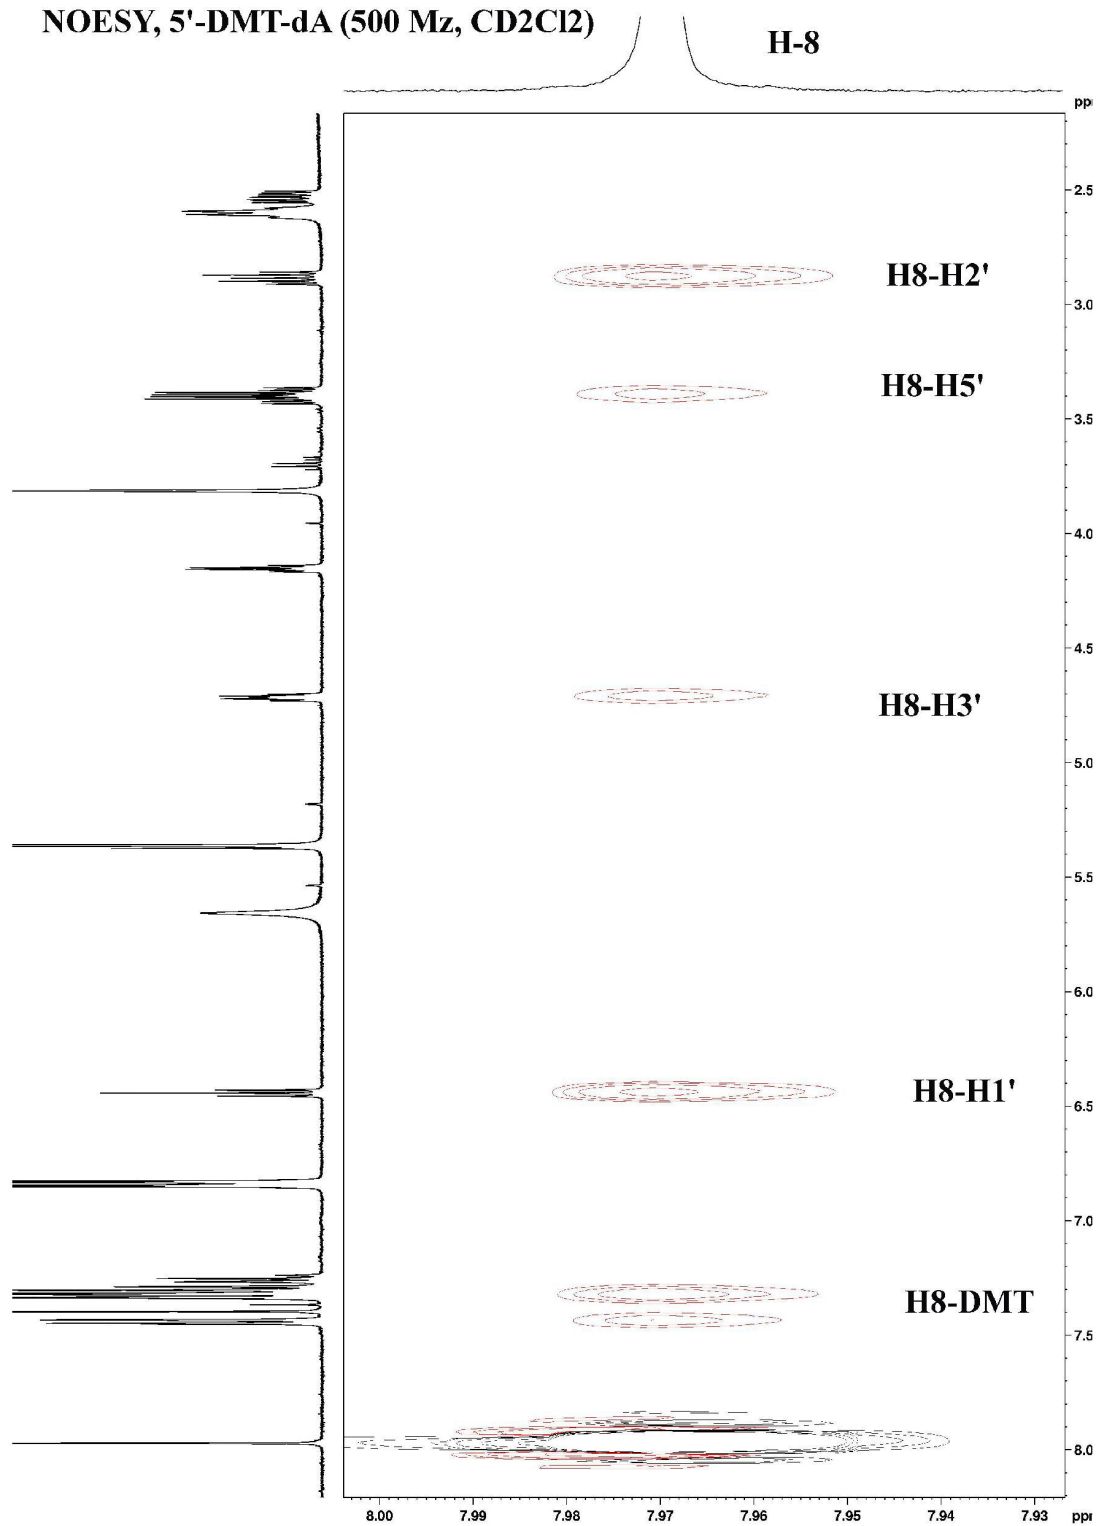 NOESY, 5'-DMT-dA (500 Mz, CD2Cl2)
H-8
ppm
2.5
H8-H2'
3.0
H8-H5'
3.5
4.0
4.5
H8-H3'
5.0
5.5
6.0
H8-H1'
6.5
7.0
H8-DMT
7.5
8.0
8.00 7.99 7.98 7.97 7.96 7.95 7.94 7.93 ppm